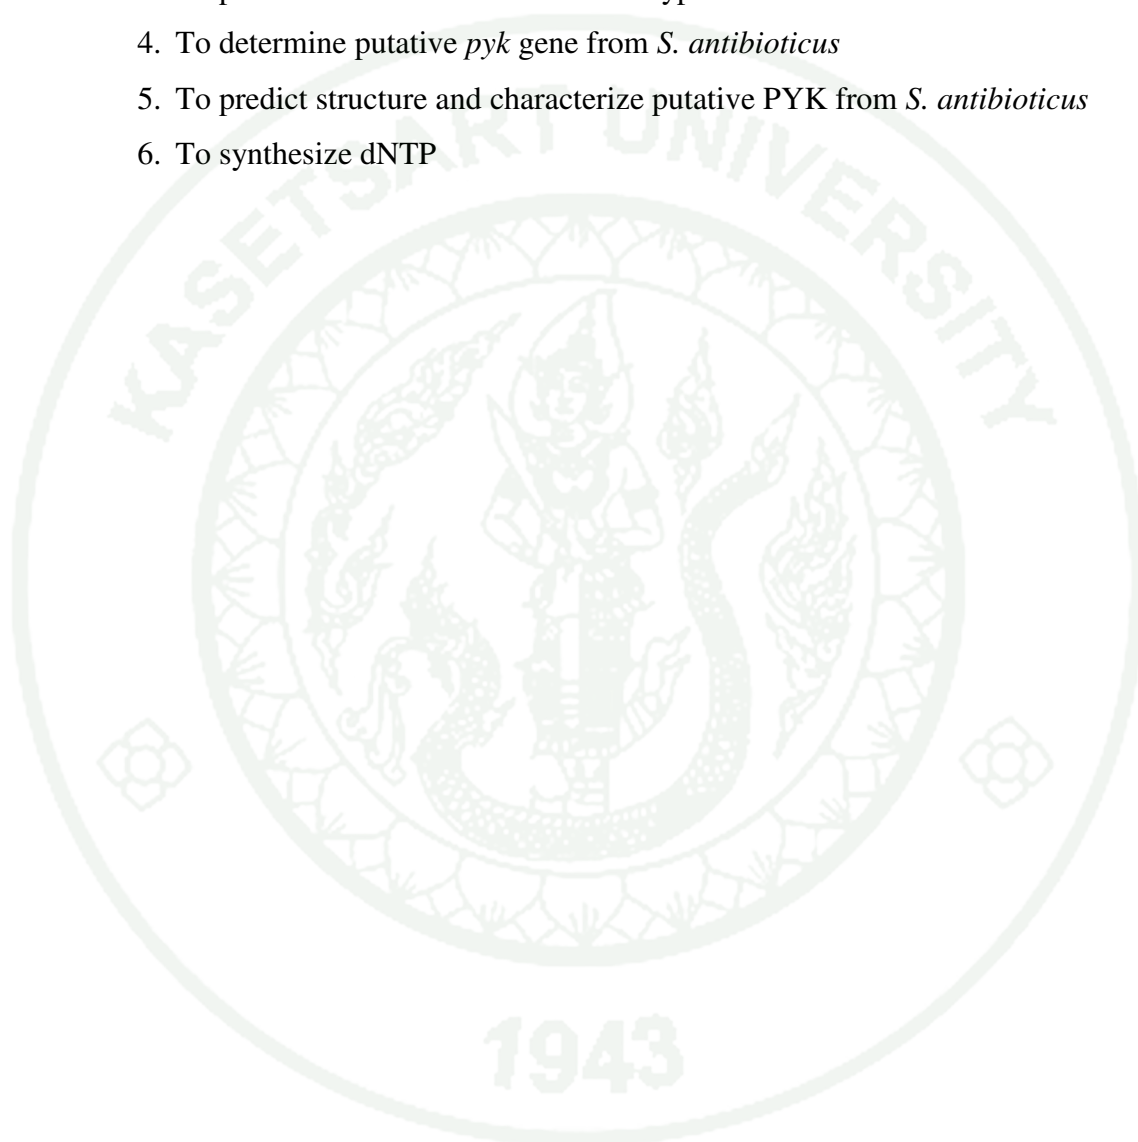 4. To determine putative pyk gene from S. antibioticus
5. To predict structure and characterize putative PYK from S. antibioticus
6. To synthesize dNTP
KASETSART UNIVERSITY
1943